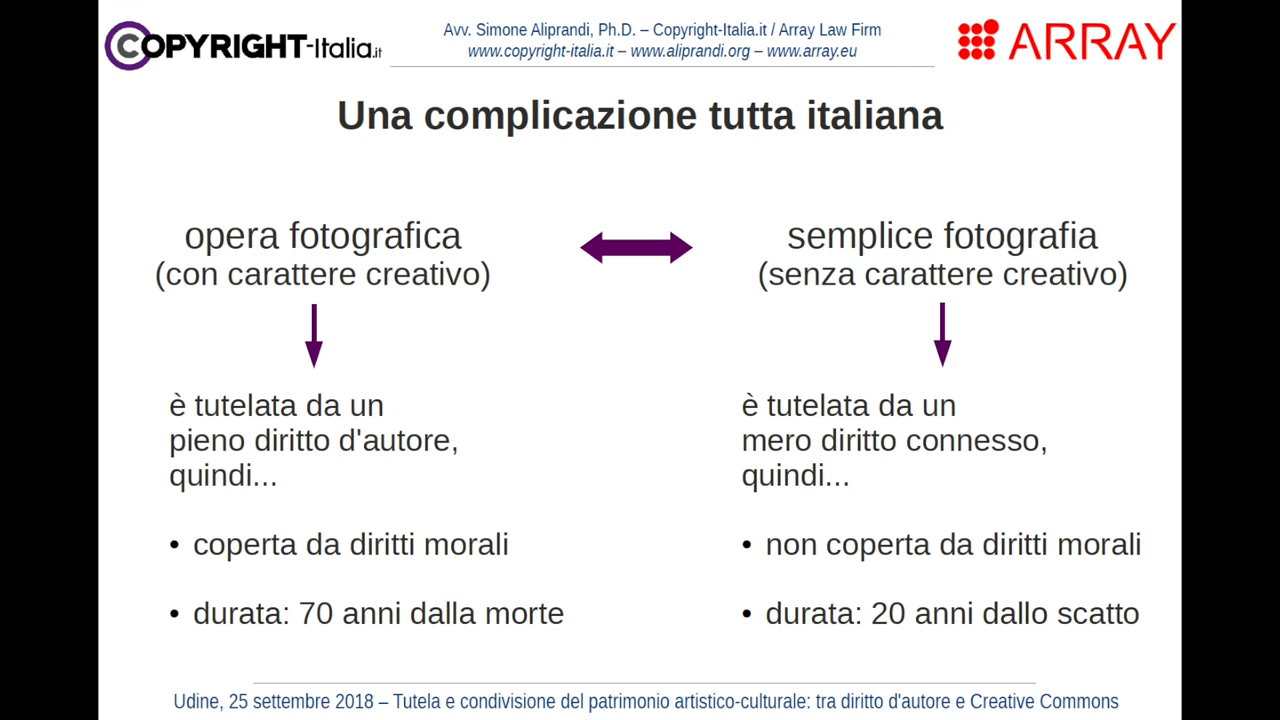 COPYRIGHT-Italia.it
Avv. Simone Aliprandi, Ph.D. – Copyright-Italia.it / Array Law Firm
www.copyright-italia.it – www.aliprandi.org – www.array.eu
ARRAY
Una complicazione tutta italiana
opera fotografica
(con carattere creativo)
è tutelata da un
pieno diritto d'autore,
quindi...
• coperta da diritti morali
• durata: 70 anni dalla morte
semplice fotografia
(senza carattere creativo)
è tutelata da un
mero diritto connesso,
quindi...
• non coperta da diritti morali
• durata: 20 anni dallo scatto
Udine, 25 settembre 2018 – Tutela e condivisione del patrimonio artistico-culturale: tra diritto d'autore e Creative Commons